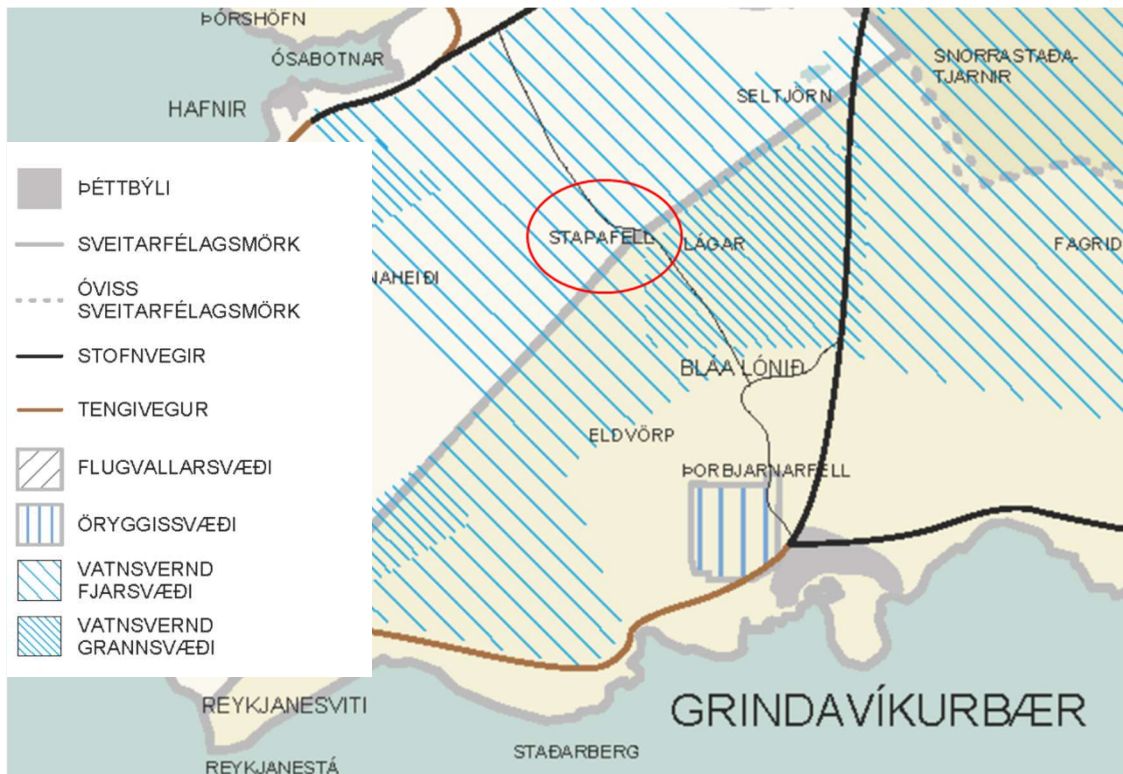 ÞÓRSHÖFN
ÓSABOTNAR
HAFNIR
SNORRASTAÐA-
TJARNIR
SELTJÖRN
STAPAFELL
LÁGAR
FAGRID
NAHEIÐI
BLÁA LÓNIÐ
ELDVÖRP
ÞORBJARNARFELL
ÞÉTTBÝLI
SVEITARFÉLAGSMÖRK
ÓVISS
SVEITARFÉLAGSMÖRK
STOFNVEGIR
TENGIVEGUR
FLUGVALLARSVÆÐI
ÖRYGGISSVÆÐI
VATNSVERND
FJARSVÆÐI
VATNSVERND
GRANNSVÆÐI
REYKJANESVITI
GRINDAVÍKURBÆR
STAÐARBERG
REYKJANESTÁ